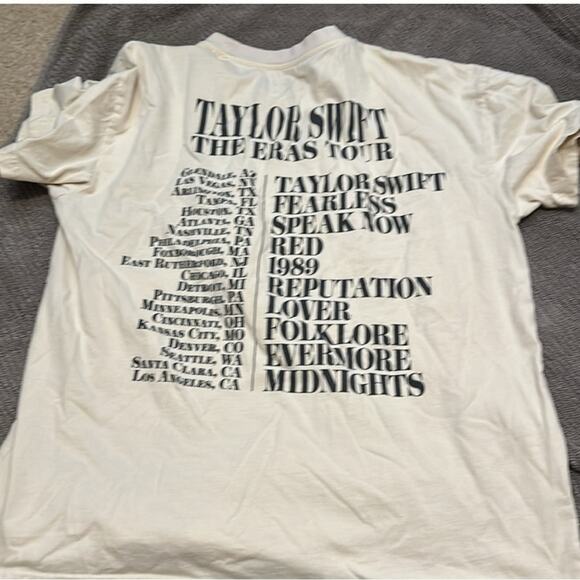 TAYLOR SWIFT
THE ERAS TOUR
GLENDALE, AZ
LAS VEGAS, NV
ARLINGTON, TX
TAMPA, FL
HOUSTON, TX
ATLANTA, GA
NASHVILLE, TN
PHILADELPHIA, PA
FOXBOROUGH, MA
EAST RUTHERFORD, NJ
CHICAGO, IL
DETROIT, MI
PITTSBURGH, PA
MINNEAPOLIS, MN
CINCINNATI, OH
KANSAS CITY, MO
DENVER, CO
SEATTLE, WA
SANTA CLARA, CA
LOS ANGELES, CA
TAYLOR SWIFT
FEARLESS
SPEAK NOW
RED
1989
REPUTATION
LOVER
FOLKLORE
EVERMORE
MIDNIGHTS